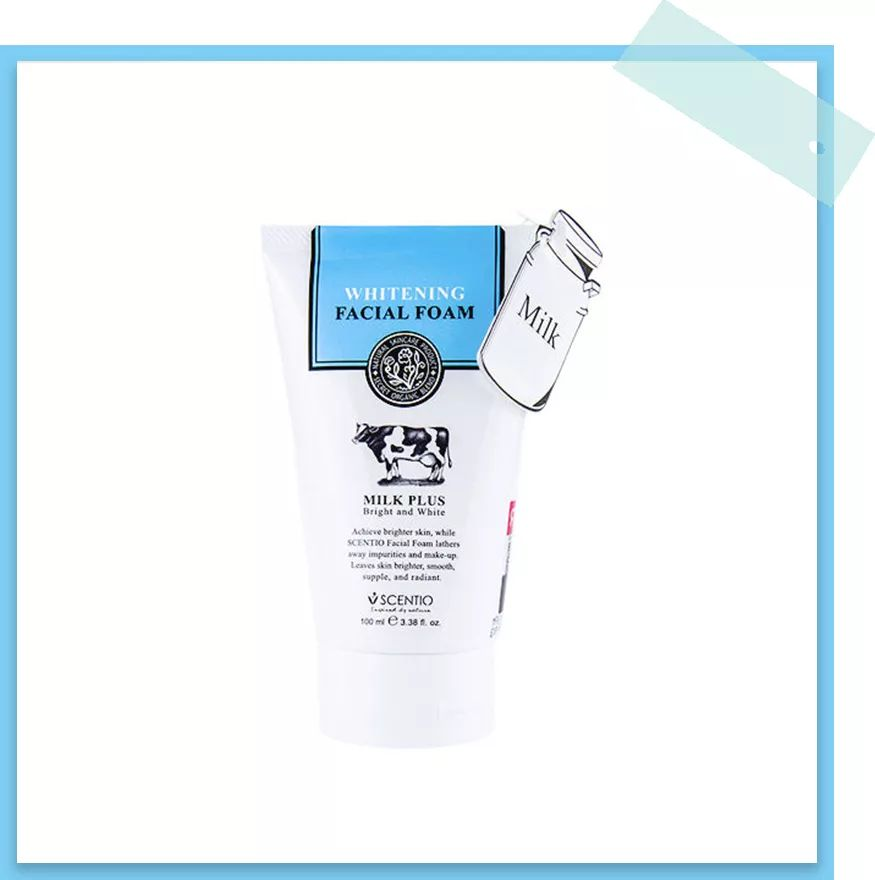 WHITENING
FACIAL FOAM
NATURAL SKINCARE PRODUCT
SECRET ORGANIC BLEND
Milk
MILK PLUS
Bright and White
Achieve brighter skin, while
SCENTIO Facial Foam lathers
away impurities and make-up.
Leaves skin brighter, smooth,
supple, and radiant.
SCENTIO
Inspired by nature
100 ml e 3.38 fl. oz.